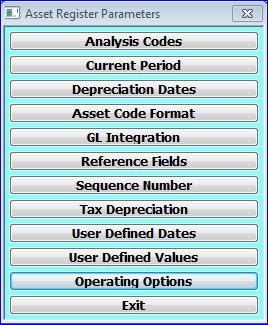 Asset Register Parameters
Analysis Codes
Current Period
Depreciation Dates
Asset Code Format
GL Integration
Reference Fields
Sequence Number
Tax Depreciation
User Defined Dates
User Defined Values
Operating Options
Exit